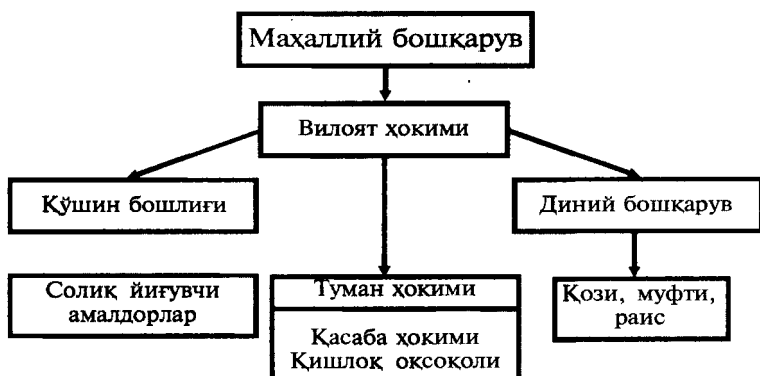 Маҳаллий бошқарув
Вилоят ҳокими
Қўшин бошлиғи
Диний бошқарув
Солиқ йиғувчи
амалдорлар
Туман ҳокими
Қасаба ҳокими
Қишлоқ оқсоқоли
Қози, муфти,
раис